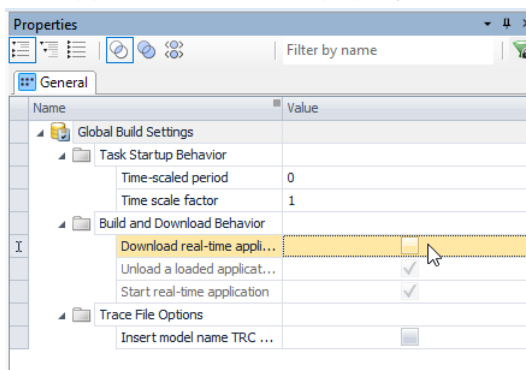 Properties
Filter by name
General
Name Value
Global Build Settings
Task Startup Behavior
Time-scaled period 0
Time scale factor 1
Build and Download Behavior
Download real-time appli...
Unload a loaded applicat...
Start real-time application
Trace File Options
Insert model name TRC ...